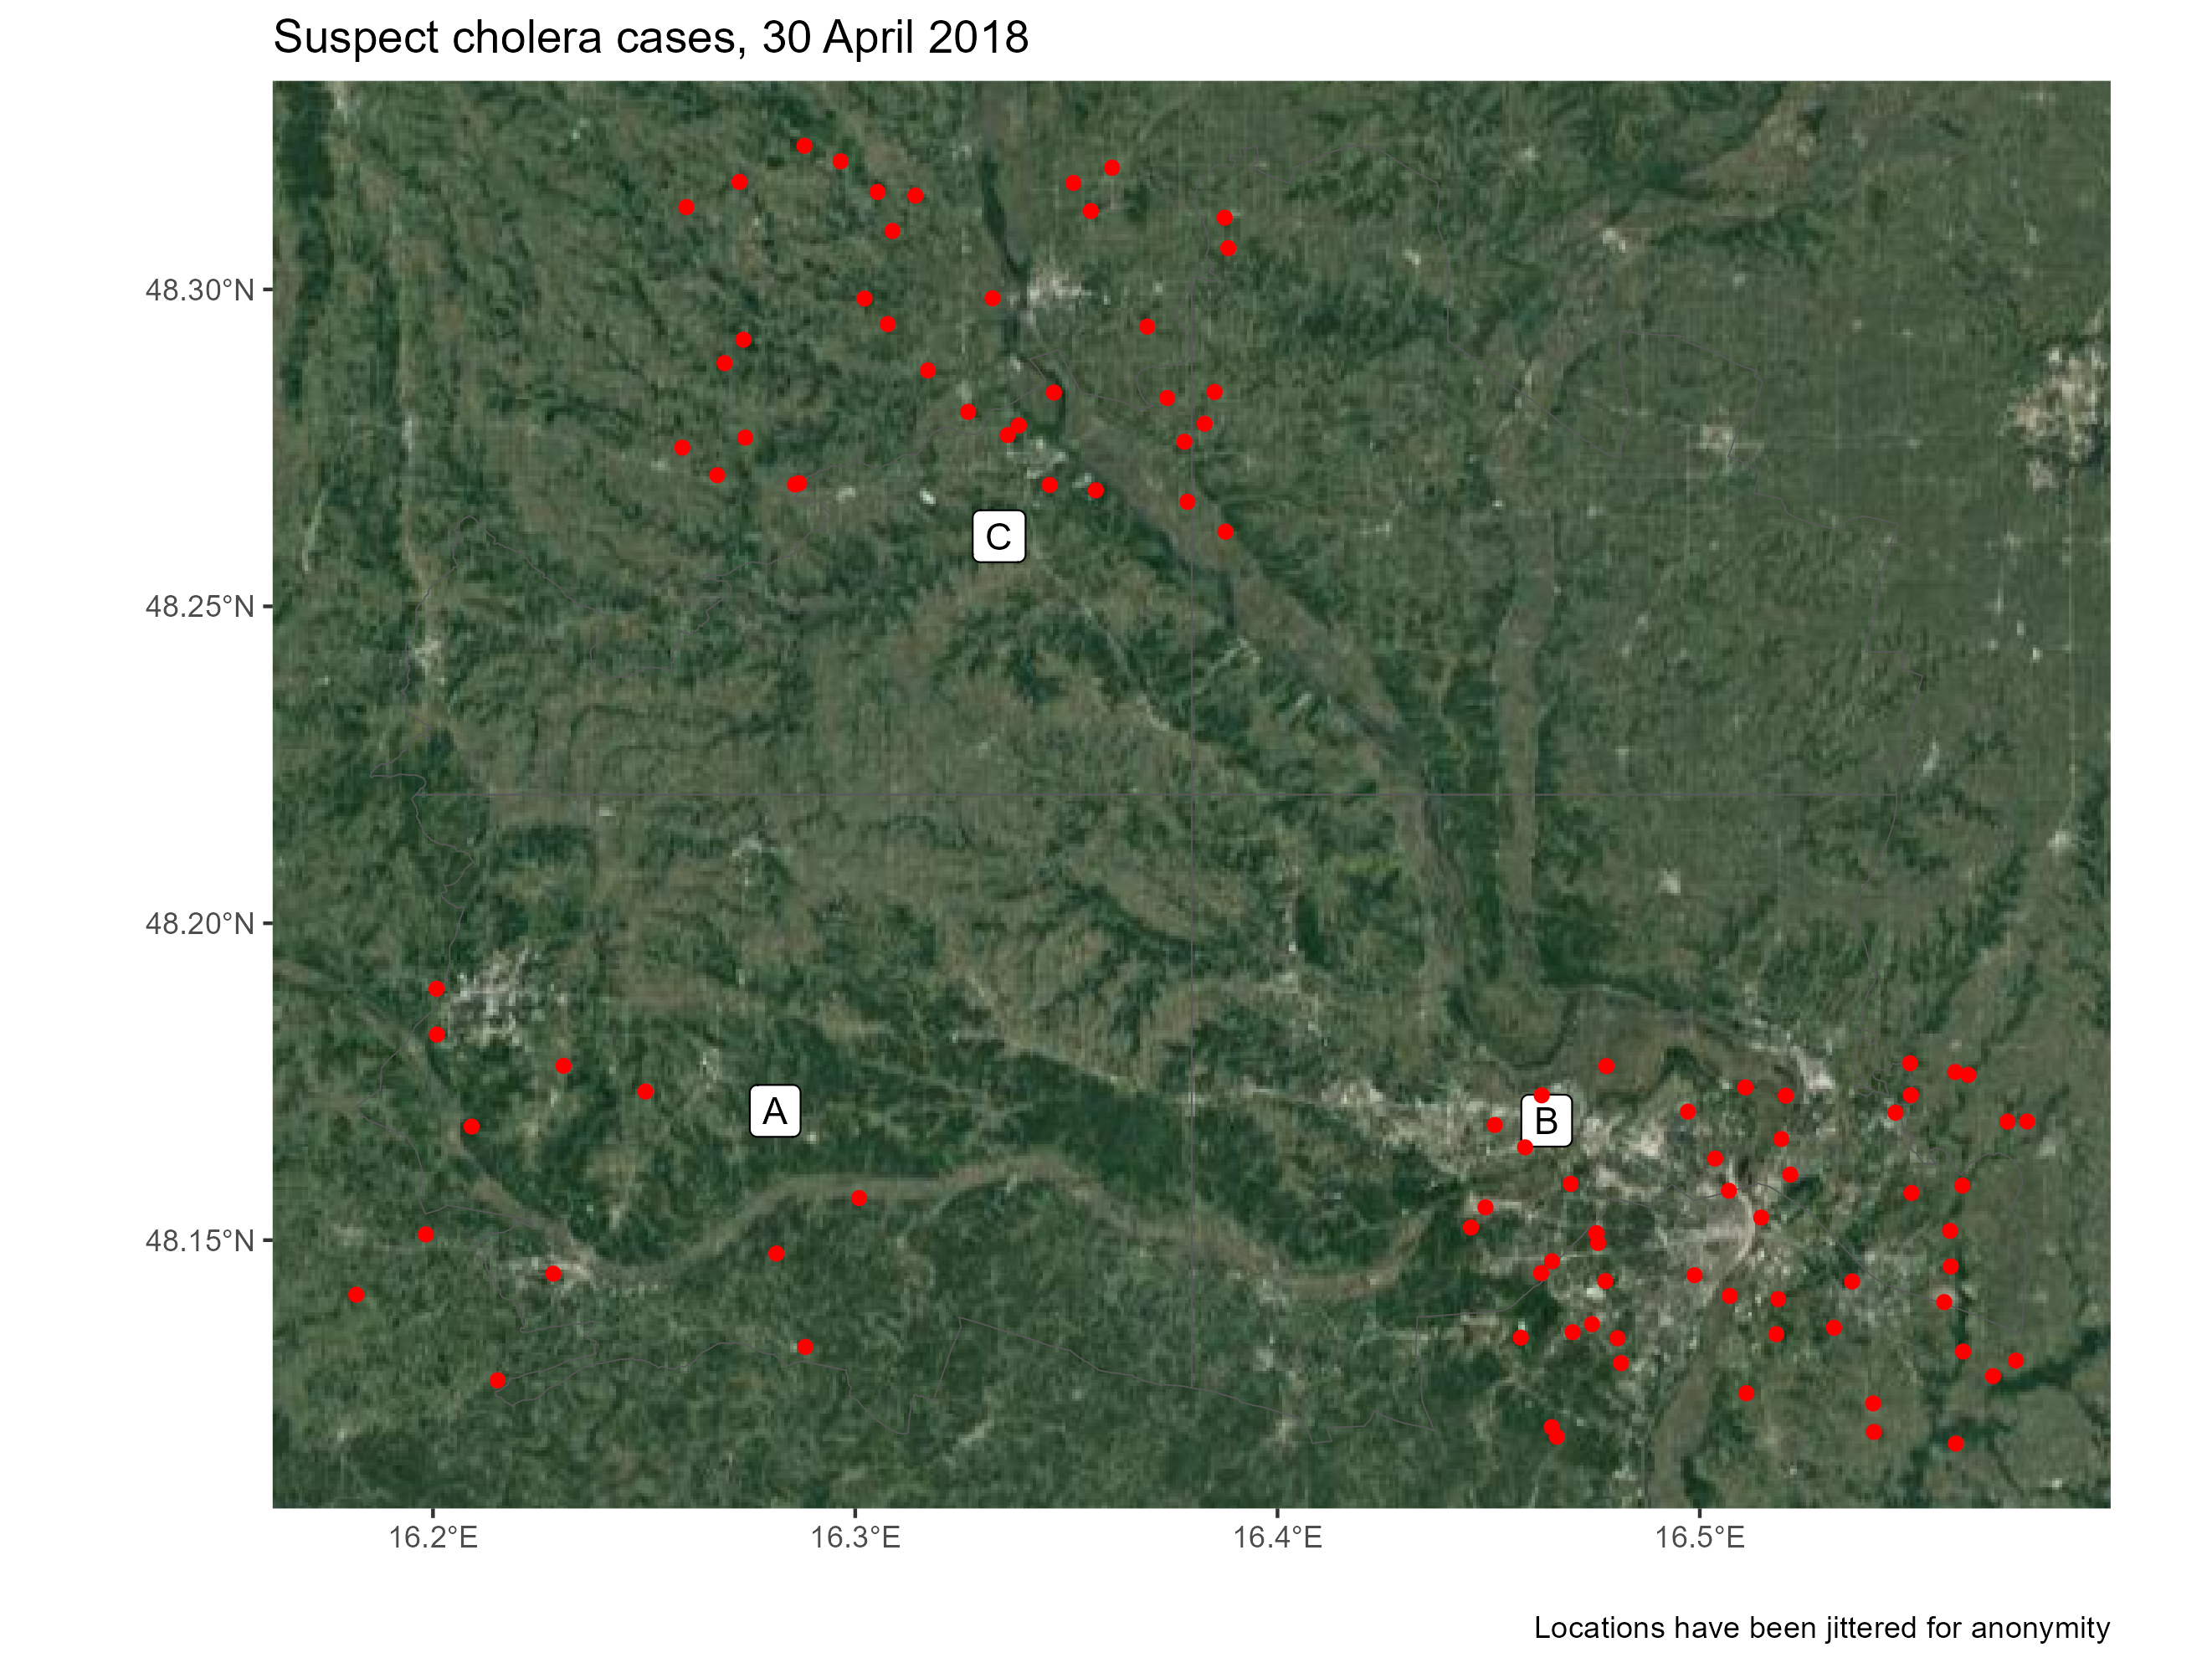 Suspect cholera cases, 30 April 2018
48.30°N
C
48.25°N
48.20°N
A
B
48.15°N
16.2°E 16.3°E 16.4°E 16.5°E
Locations have been jittered for anonymity